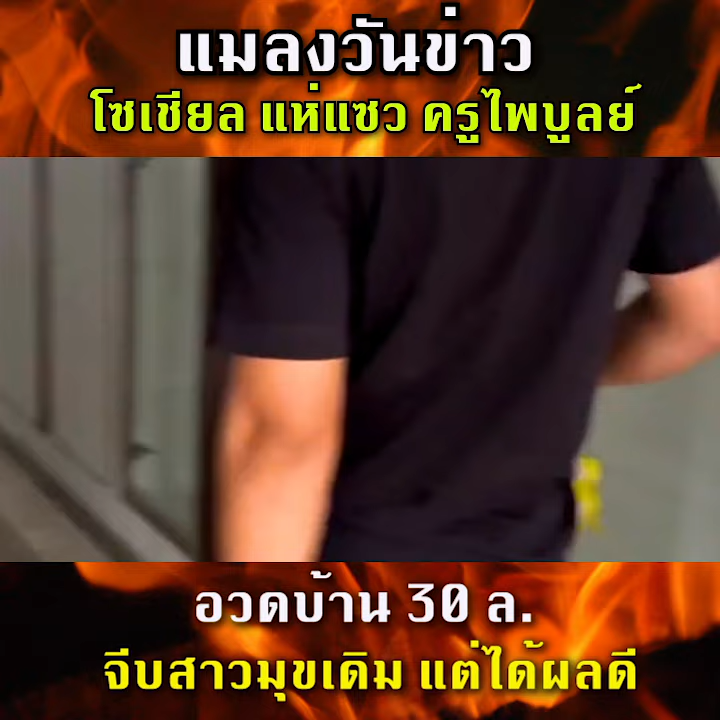 แมลงวันข่าว
โซเชียล แห่แซว ครูไพบูลย์
อวดบ้าน 30 ล.
จีบสาวมุขเดิม แต่ได้ผลดี